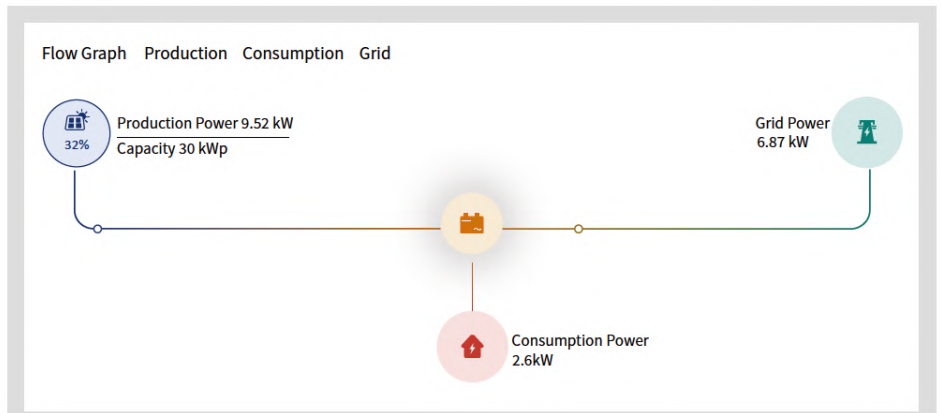 Flow Graph Production Consumption Grid
32%
Production Power 9.52 kW
Capacity 30 kWp
Grid Power
6.87 kW
Consumption Power
2.6kW